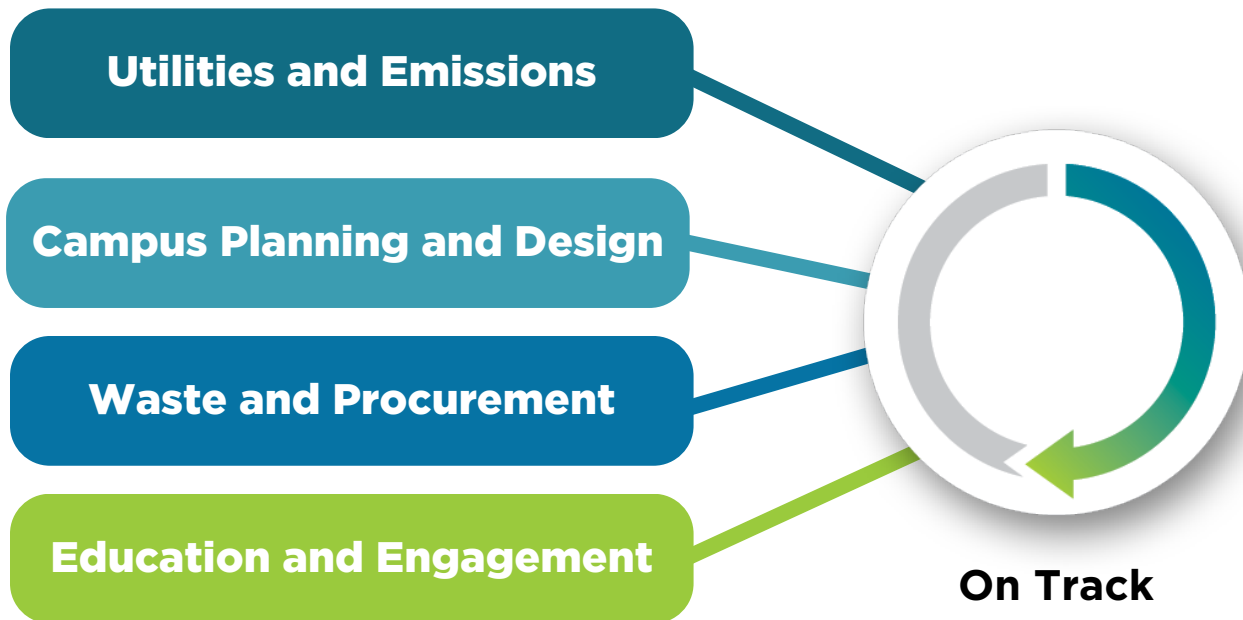 Utilities and Emissions
Campus Planning and Design
Waste and Procurement
Education and Engagement
On Track